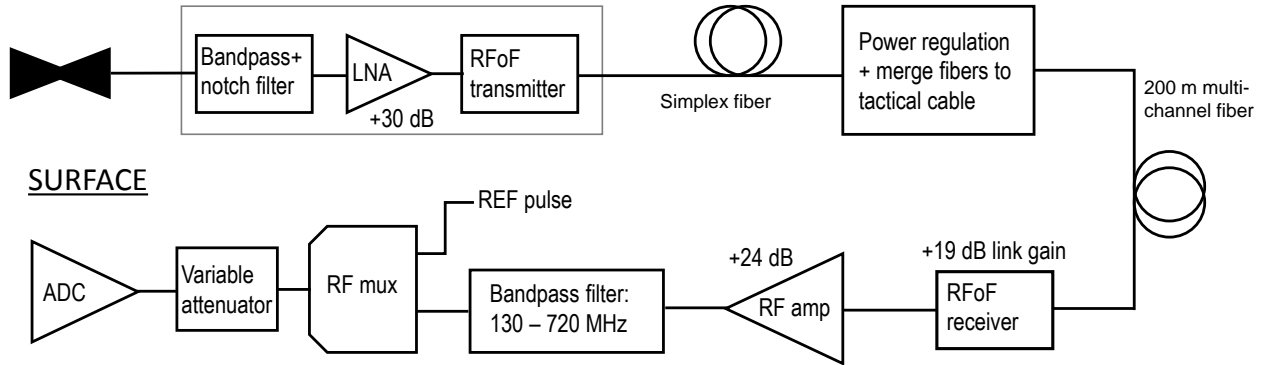 Bandpass+
notch filter
LNA
+30 dB
RFoF
transmitter
Simplex fiber
Power regulation
+ merge fibers to
tactical cable
200 m multi-
channel fiber
SURFACE
ADC
Variable
attenuator
RF mux
REF pulse
Bandpass filter:
130 – 720 MHz
+24 dB
RF amp
+19 dB link gain
RFoF
receiver